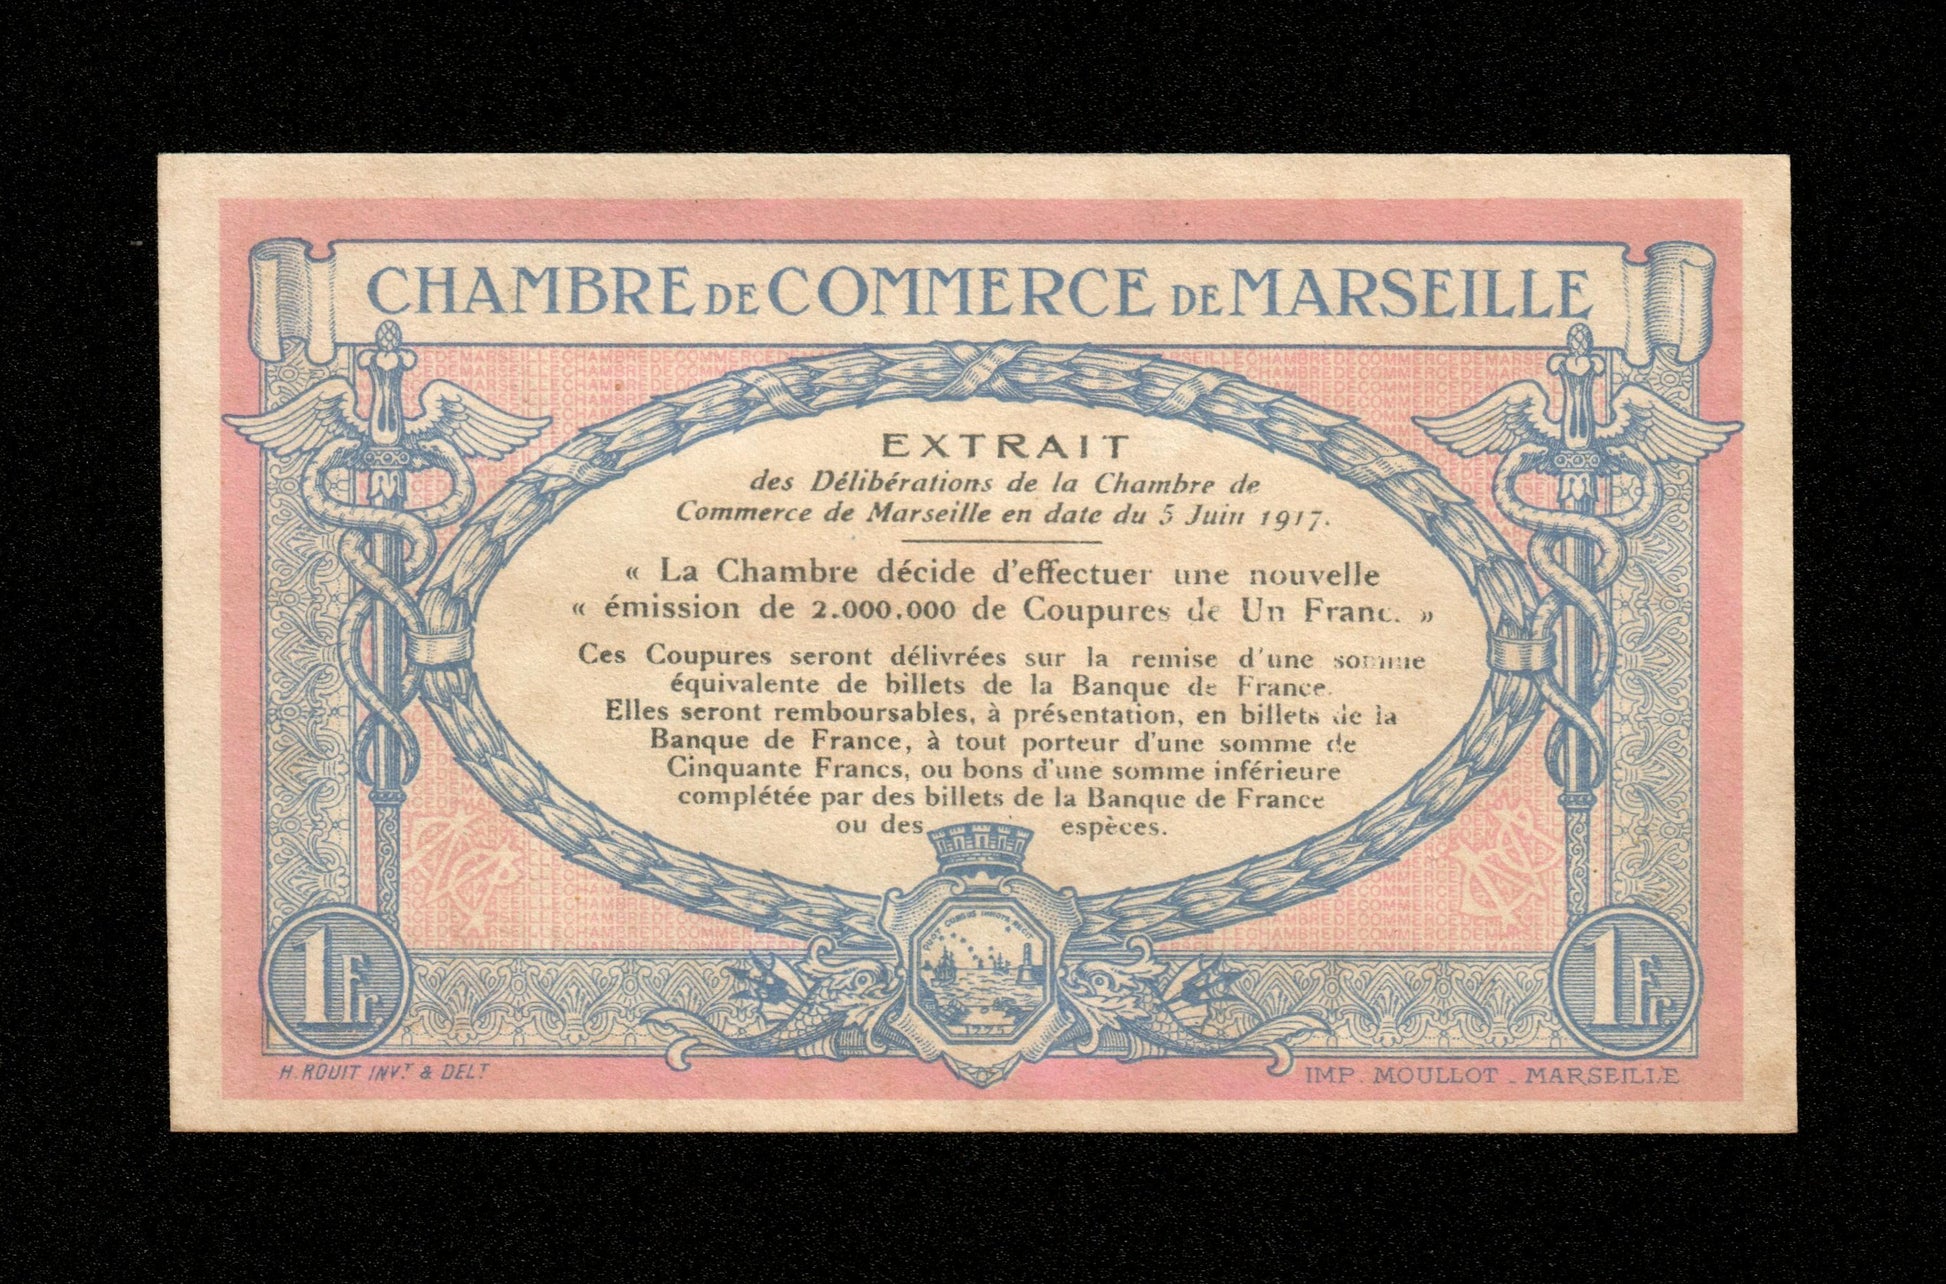 CHAMBRE DE COMMERCE DE MARSEILLE
EXTRAIT
des Délibérations de la Chambre de
Commerce de Marseille en date du 5 Juin 1917.
« La Chambre décide d'effectuer une nouvelle
« émission de 2.000.000 de Coupures de Un Franc. »
Ces Coupures seront délivrées sur la remise d'une somme
équivalente de billets de la Banque de France.
Elles seront remboursables, à présentation, en billets de la
Banque de France, à tout porteur d'une somme de
Cinquante Francs, ou bons d'une somme inférieure
complétée par des billets de la Banque de France
ou des espèces.
1 Fr
1 Fr
H. ROUIT INVT & DELT
IMP. MOULLOT - MARSEILLE